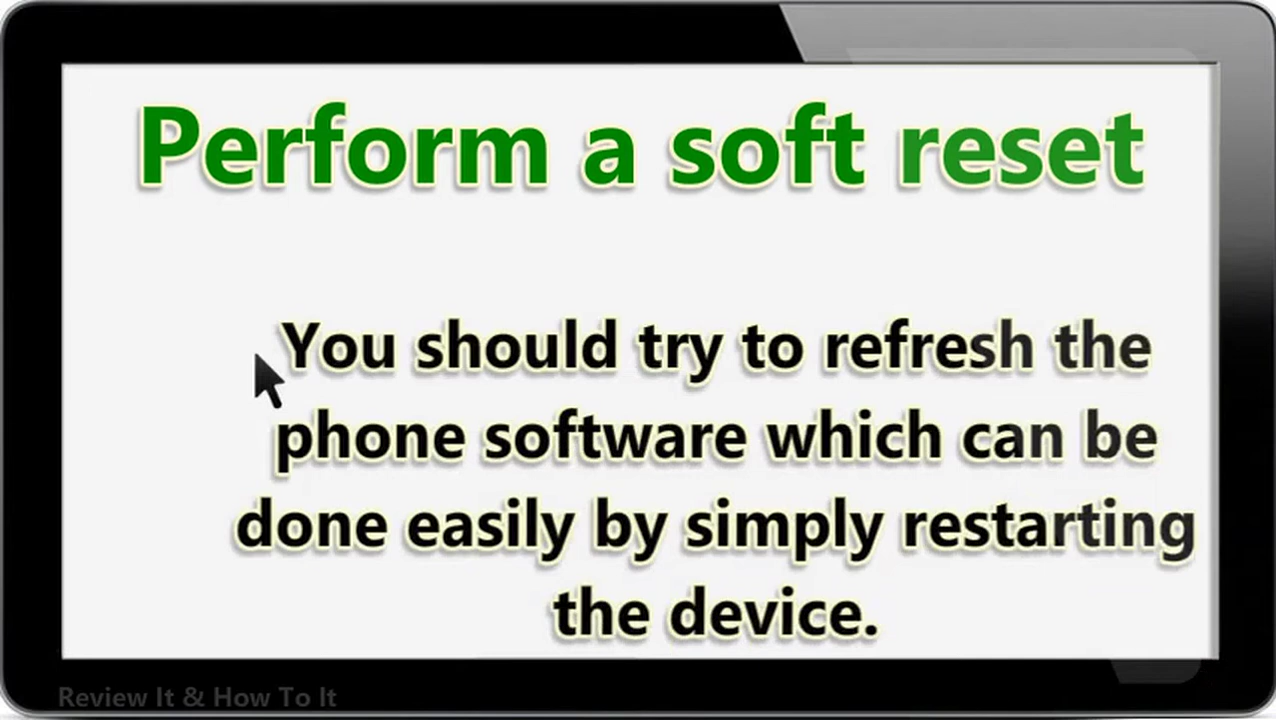 Perform a soft reset
You should try to refresh the
phone software which can be
done easily by simply restarting
the device.
Review It & How To It